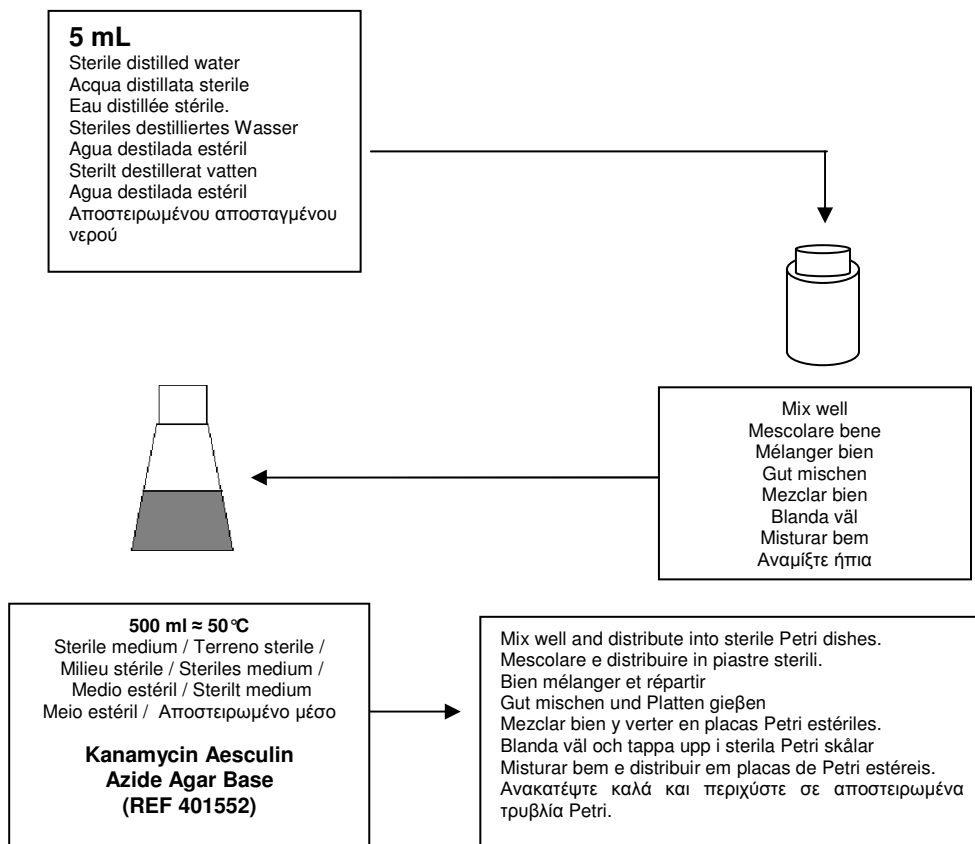 5 mL
Sterile distilled water
Acqua distillata sterile
Eau distillée stérile.
Steriles destilliertes Wasser
Agua destilada estéril
Sterilt destillerat vatten
Agua destilada estéril
Αποστειρωμένου αποσταγμένου
νερού
Mix well
Mescolare bene
Mélanger bien
Gut mischen
Mezclar bien
Blanda väl
Misturar bem
Αναμίξτε ήπια
500 ml ≈ 50°C
Sterile medium / Terreno sterile /
Milieu stérile / Steriles medium /
Medio estéril / Sterilt medium
Meio estéril / Αποστειρωμένο μέσο
Kanamycin Aesculin
Azide Agar Base
(REF 401552)
Mix well and distribute into sterile Petri dishes.
Mescolare e distribuire in piastre sterili.
Bien mélanger et répartir
Gut mischen und Platten gieβen
Mezclar bien y verter en placas Petri estériles.
Blanda väl och tappa upp i sterila Petri skålar
Misturar bem e distribuir em placas de Petri estéreis.
Ανακατέψτε καλά και περιχύστε σε αποστειρωμένα
τρυβλία Petri.